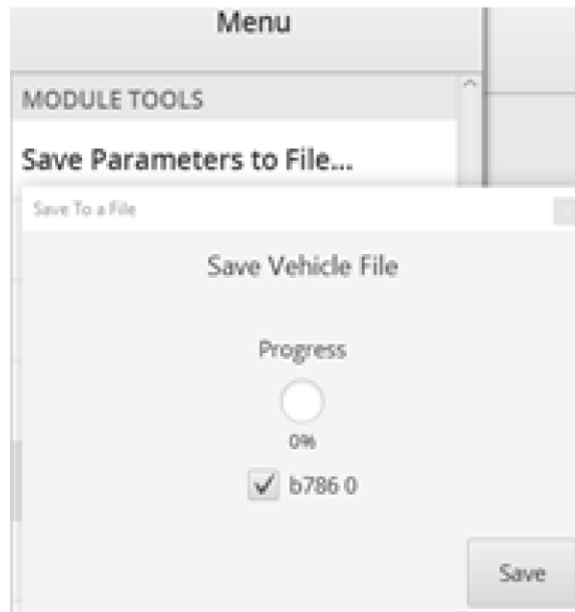 Menu
MODULE TOOLS
Save Parameters to File...
Save To a File
Save Vehicle File
Progress
0%
b786 0
Save